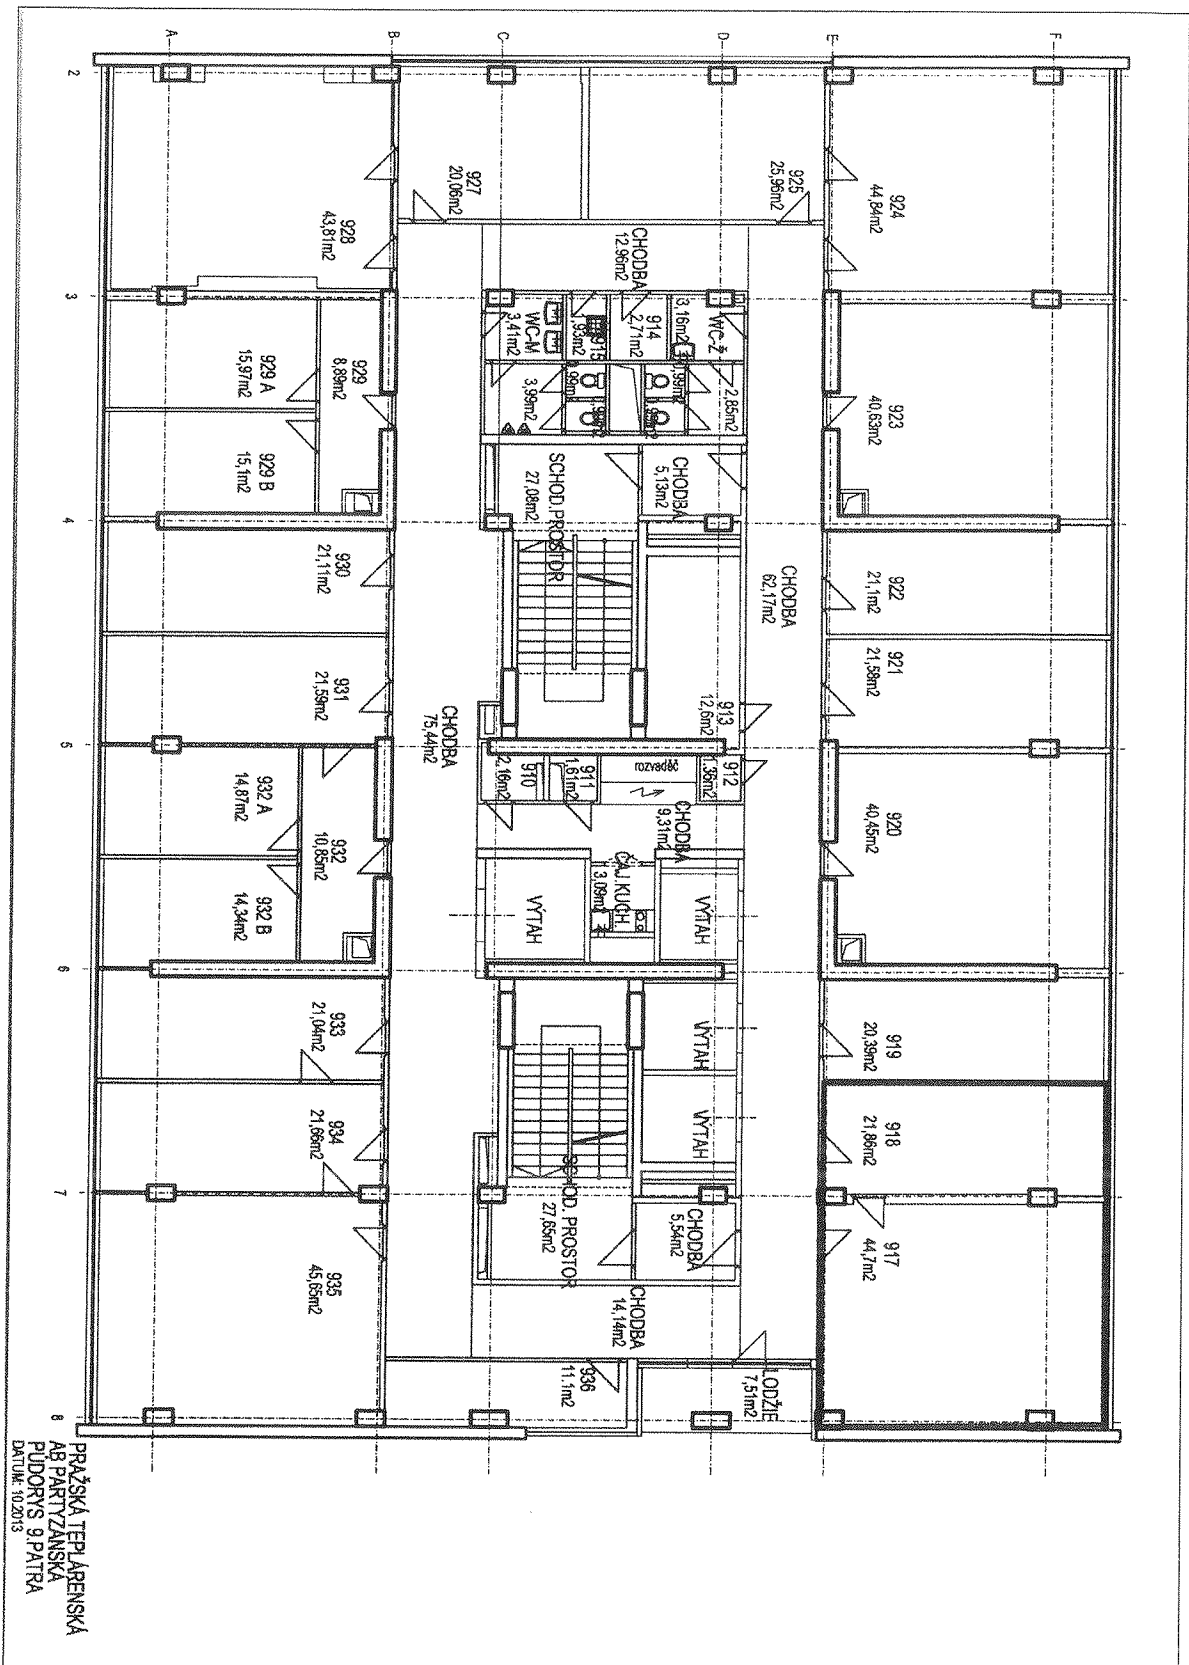 A
B
C
D
E
F
2
3
4
5
6
7
8
927
20,06m2
925
25,96m2
924
44,84m2
928
43,81m2
CHODBA
12.96m2
WC-M
3,41m2
915
1,93m2
914
2,71m2
WC-Ž
3,16m2
3,99m2
2,85m2
929
8,89m2
929 A
15,97m2
929 B
15,1m2
923
40,63m2
SCHOD.PROSTOR
27,08m2
CHODBA
5,13m2
930
21,11m2
931
21,59m2
CHODBA
62,17m2
922
21,1m2
921
21,58m2
CHODBA
75,44m2
913
12,6m2
910
2,16m2
911
1,61m2
rozvaděč
912
CHODBA
9,31m2
932 A
14,87m2
932
10,85m2
932 B
14,34m2
920
40,45m2
VÝTAH
ČAJ.KUCH.
3,09m2
VÝTAH
933
21,04m2
VÝTAH
VÝTAH
919
20,39m2
934
21,66m2
918
21,86m2
SCHOD. PROSTOR
27,65m2
CHODBA
5,54m2
917
44,7m2
935
45,65m2
CHODBA
14,14m2
936
11.1m2
LODŽIE
7,51m2
PRAŽSKÁ TEPLÁRENSKÁ
AB PARTYZÁNSKÁ
PŮDORYS 9.PATRA
DATUM: 10.2013